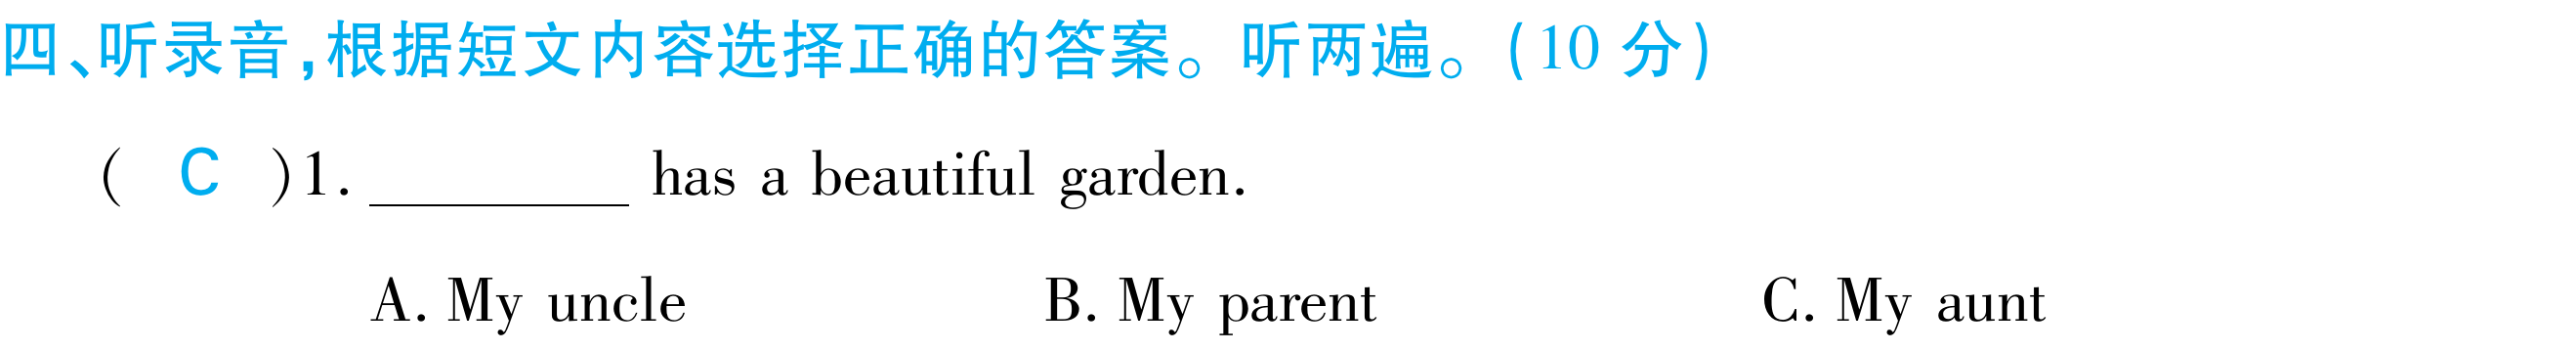 四、听录音,根据短文内容选择正确的答案。听两遍。(10 分)
( C )1. ________ has a beautiful garden.
A. My uncle B. My parent C. My aunt